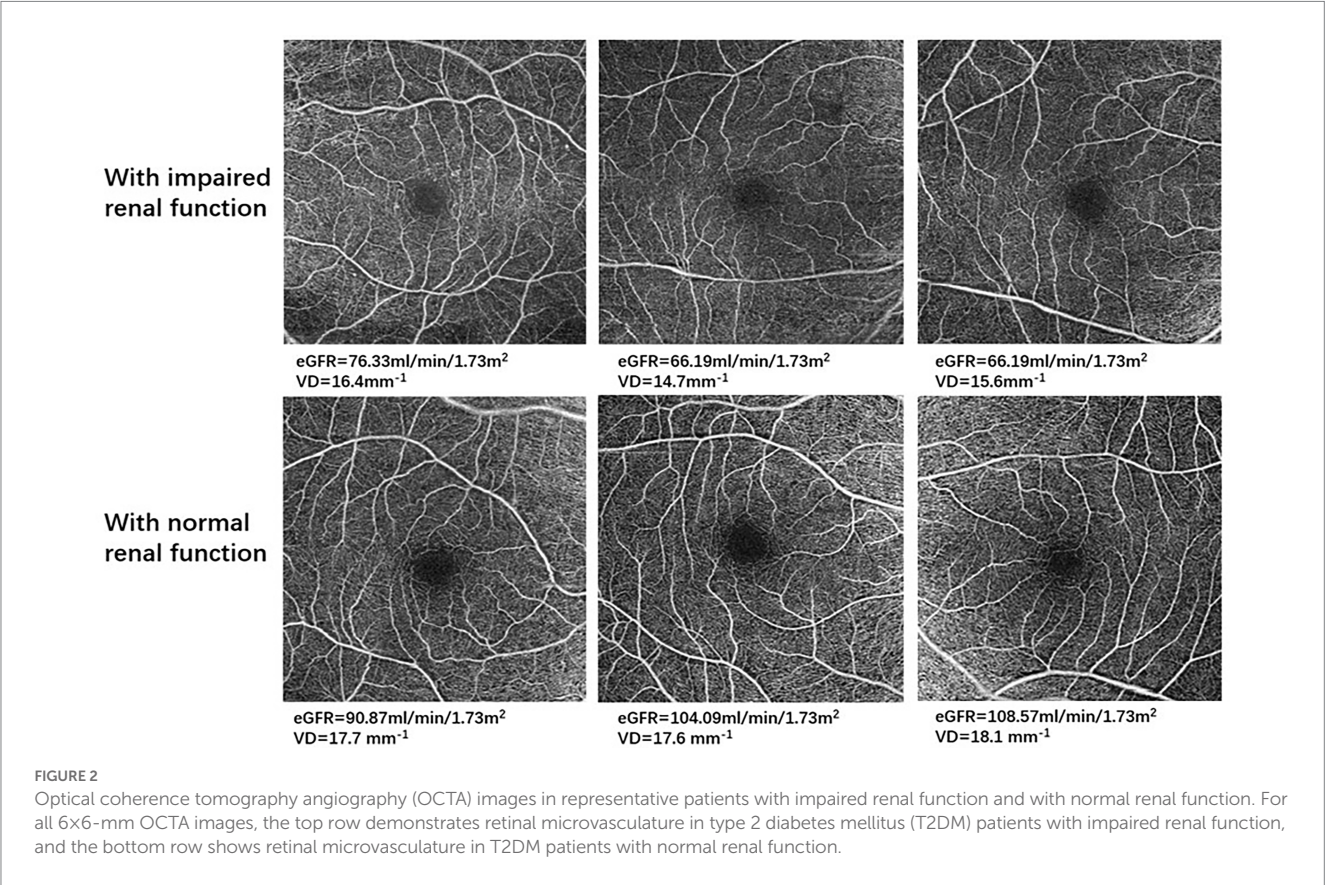 With impaired
renal function
eGFR=76.33ml/min/1.73m²
VD=16.4mm⁻¹
eGFR=66.19ml/min/1.73m²
VD=14.7mm⁻¹
eGFR=66.19ml/min/1.73m²
VD=15.6mm⁻¹
With normal
renal function
eGFR=90.87ml/min/1.73m²
VD=17.7 mm⁻¹
eGFR=104.09ml/min/1.73m²
VD=17.6 mm⁻¹
eGFR=108.57ml/min/1.73m²
VD=18.1 mm⁻¹
FIGURE 2
Optical coherence tomography angiography (OCTA) images in representative patients with impaired renal function and with normal renal function. For
all 6×6-mm OCTA images, the top row demonstrates retinal microvasculature in type 2 diabetes mellitus (T2DM) patients with impaired renal function,
and the bottom row shows retinal microvasculature in T2DM patients with normal renal function.